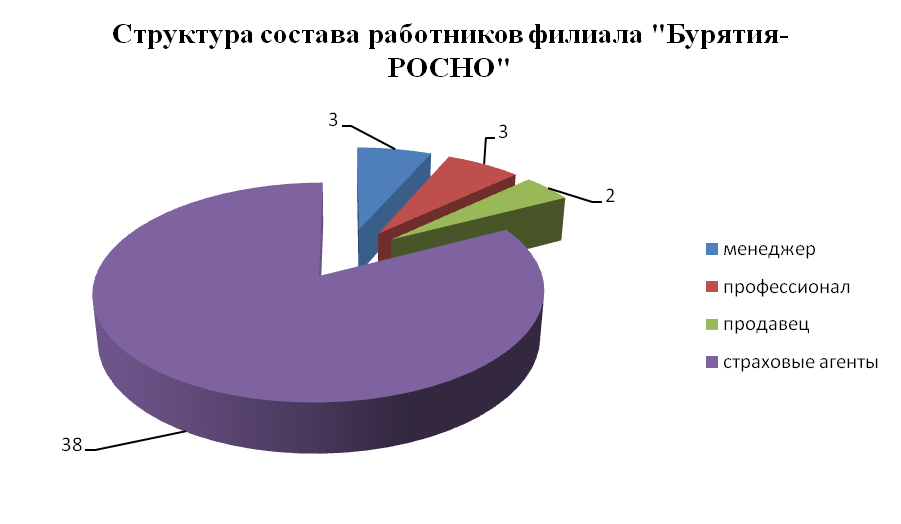 Структура состава работников филиала "Бурятия-
РОСНО"
3
3
2
38
менеджер
профессионал
продавец
страховые агенты